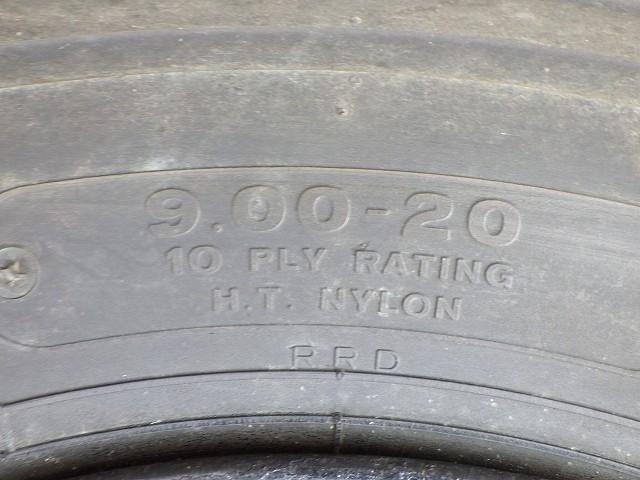 9.00-20
10 PLY RATING
H.T. NYLON
RRD